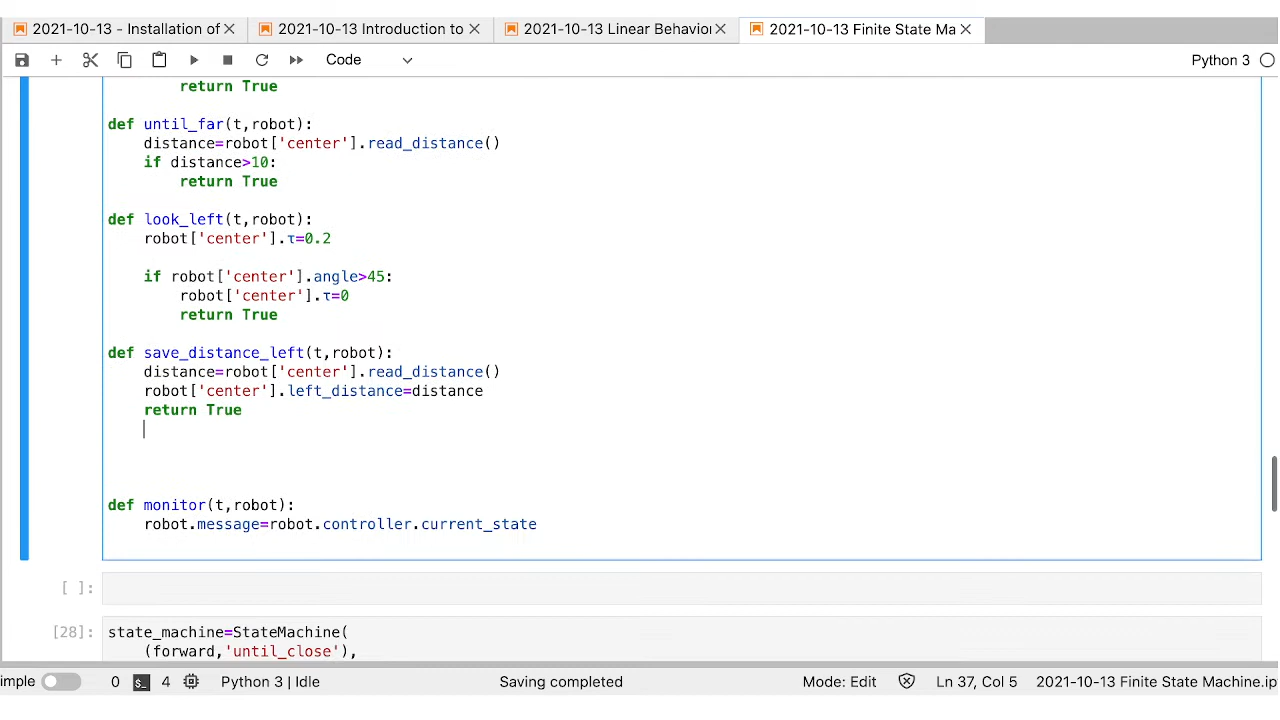 2021-10-13 - Installation of
2021-10-13 Introduction to
2021-10-13 Linear Behavior
2021-10-13 Finite State Ma
Code
Python 3
return True
def until_far(t,robot):
distance=robot['center'].read_distance()
if distance>10:
return True
def look_left(t,robot):
robot['center'].τ=0.2
if robot['center'].angle>45:
robot['center'].τ=0
return True
def save_distance_left(t,robot):
distance=robot['center'].read_distance()
robot['center'].left_distance=distance
return True
def monitor(t,robot):
robot.message=robot.controller.current_state
[ ]:
[28]:
state_machine=StateMachine(
(forward,'until_close'),
imple 0 $_ 4 Python 3 | Idle Saving completed Mode: Edit Ln 37, Col 5 2021-10-13 Finite State Machine.ip